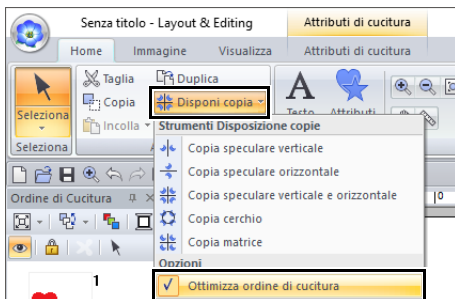 Senza titolo - Layout & Editing
Attributi di cucitura
Home Immagine Visualizza Attributi di cucitura
Seleziona
Taglia
Copia
Incolla
Duplica
Disponi copia
Testo Attributi
Seleziona
Strumenti Disposizione copie
Copia speculare verticale
Copia speculare orizzontale
Copia speculare verticale e orizzontale
Copia cerchio
Copia matrice
Opzioni
Ottimizza ordine di cucitura
Ordine di Cucitura
0
1